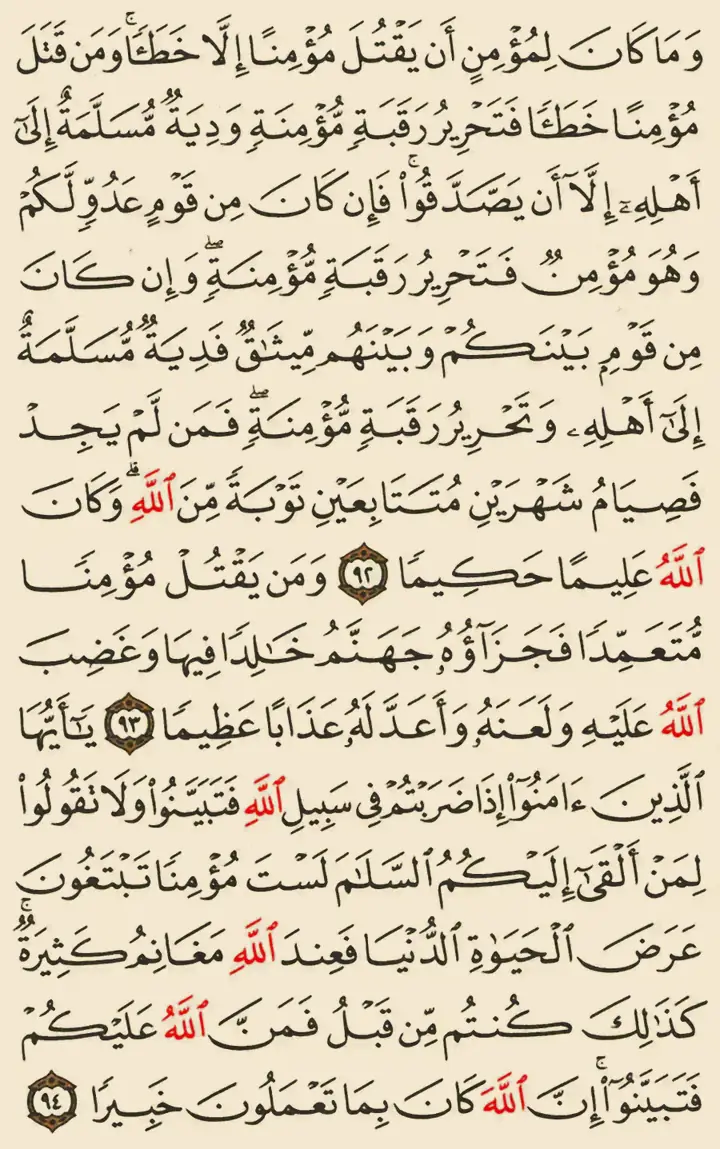 وَمَا كَانَ لِمُؤْمِنٍ أَن يَقْتُلَ مُؤْمِنًا إِلَّا خَطَـًٔا ۚ وَمَن قَتَلَ
مُؤْمِنًا خَطَـًٔا فَتَحْرِيرُ رَقَبَةٍ مُّؤْمِنَةٍ وَدِيَةٌ مُّسَلَّمَةٌ إِلَىٰٓ
أَهْلِهِۦٓ إِلَّآ أَن يَصَّدَّقُوا۟ ۚ فَإِن كَانَ مِن قَوْمٍ عَدُوٍّ لَّكُمْ
وَهُوَ مُؤْمِنٌ فَتَحْرِيرُ رَقَبَةٍ مُّؤْمِنَةٍ ۖ وَإِن كَانَ
مِن قَوْمٍۭ بَيْنَكُمْ وَبَيْنَهُم مِّيثَـٰقٌ فَدِيَةٌ مُّسَلَّمَةٌ
إِلَىٰٓ أَهْلِهِۦ وَتَحْرِيرُ رَقَبَةٍ مُّؤْمِنَةٍ ۖ فَمَن لَّمْ يَجِدْ
فَصِيَامُ شَهْرَيْنِ مُتَتَابِعَيْنِ تَوْبَةً مِّنَ ٱللَّهِ ۗ وَكَانَ
ٱللَّهُ عَلِيمًا حَكِيمًا ٩٢ وَمَن يَقْتُلْ مُؤْمِنًا
مُّتَعَمِّدًا فَجَزَآؤُهُۥ جَهَنَّمُ خَـٰلِدًا فِيهَا وَغَضِبَ
ٱللَّهُ عَلَيْهِ وَلَعَنَهُۥ وَأَعَدَّ لَهُۥ عَذَابًا عَظِيمًا ٩٣ يَـٰٓأَيُّهَا
ٱلَّذِينَ ءَامَنُوٓا۟ إِذَا ضَرَبْتُمْ فِى سَبِيلِ ٱللَّهِ فَتَبَيَّنُوا۟ وَلَا تَقُولُوا۟
لِمَنْ أَلْقَىٰٓ إِلَيْكُمُ ٱلسَّلَـٰمَ لَسْتَ مُؤْمِنًا تَبْتَغُونَ
عَرَضَ ٱلْحَيَوٰةِ ٱلدُّنْيَا فَعِندَ ٱللَّهِ مَغَانِمُ كَثِيرَةٌ ۚ
كَذَٰلِكَ كُنتُم مِّن قَبْلُ فَمَنَّ ٱللَّهُ عَلَيْكُمْ
فَتَبَيَّنُوٓا۟ ۚ إِنَّ ٱللَّهَ كَانَ بِمَا تَعْمَلُونَ خَبِيرًا ٩٤